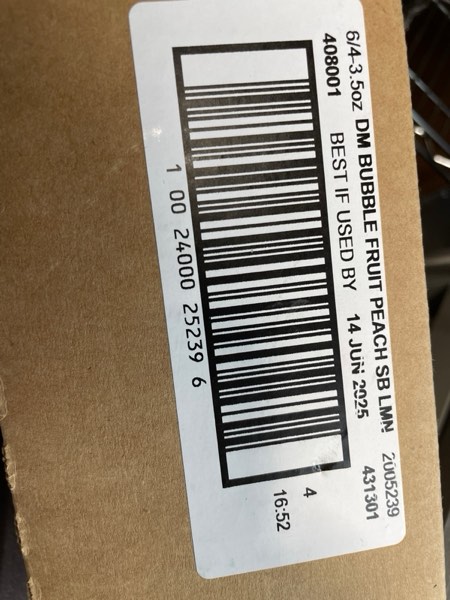 6/4-3.5oz DM BUBBLE FRUIT PEACH SB LMN 2005239
408001 BEST IF USED BY 14 JUN 2025 431301
1 00 24000 25239 6
4
16:52